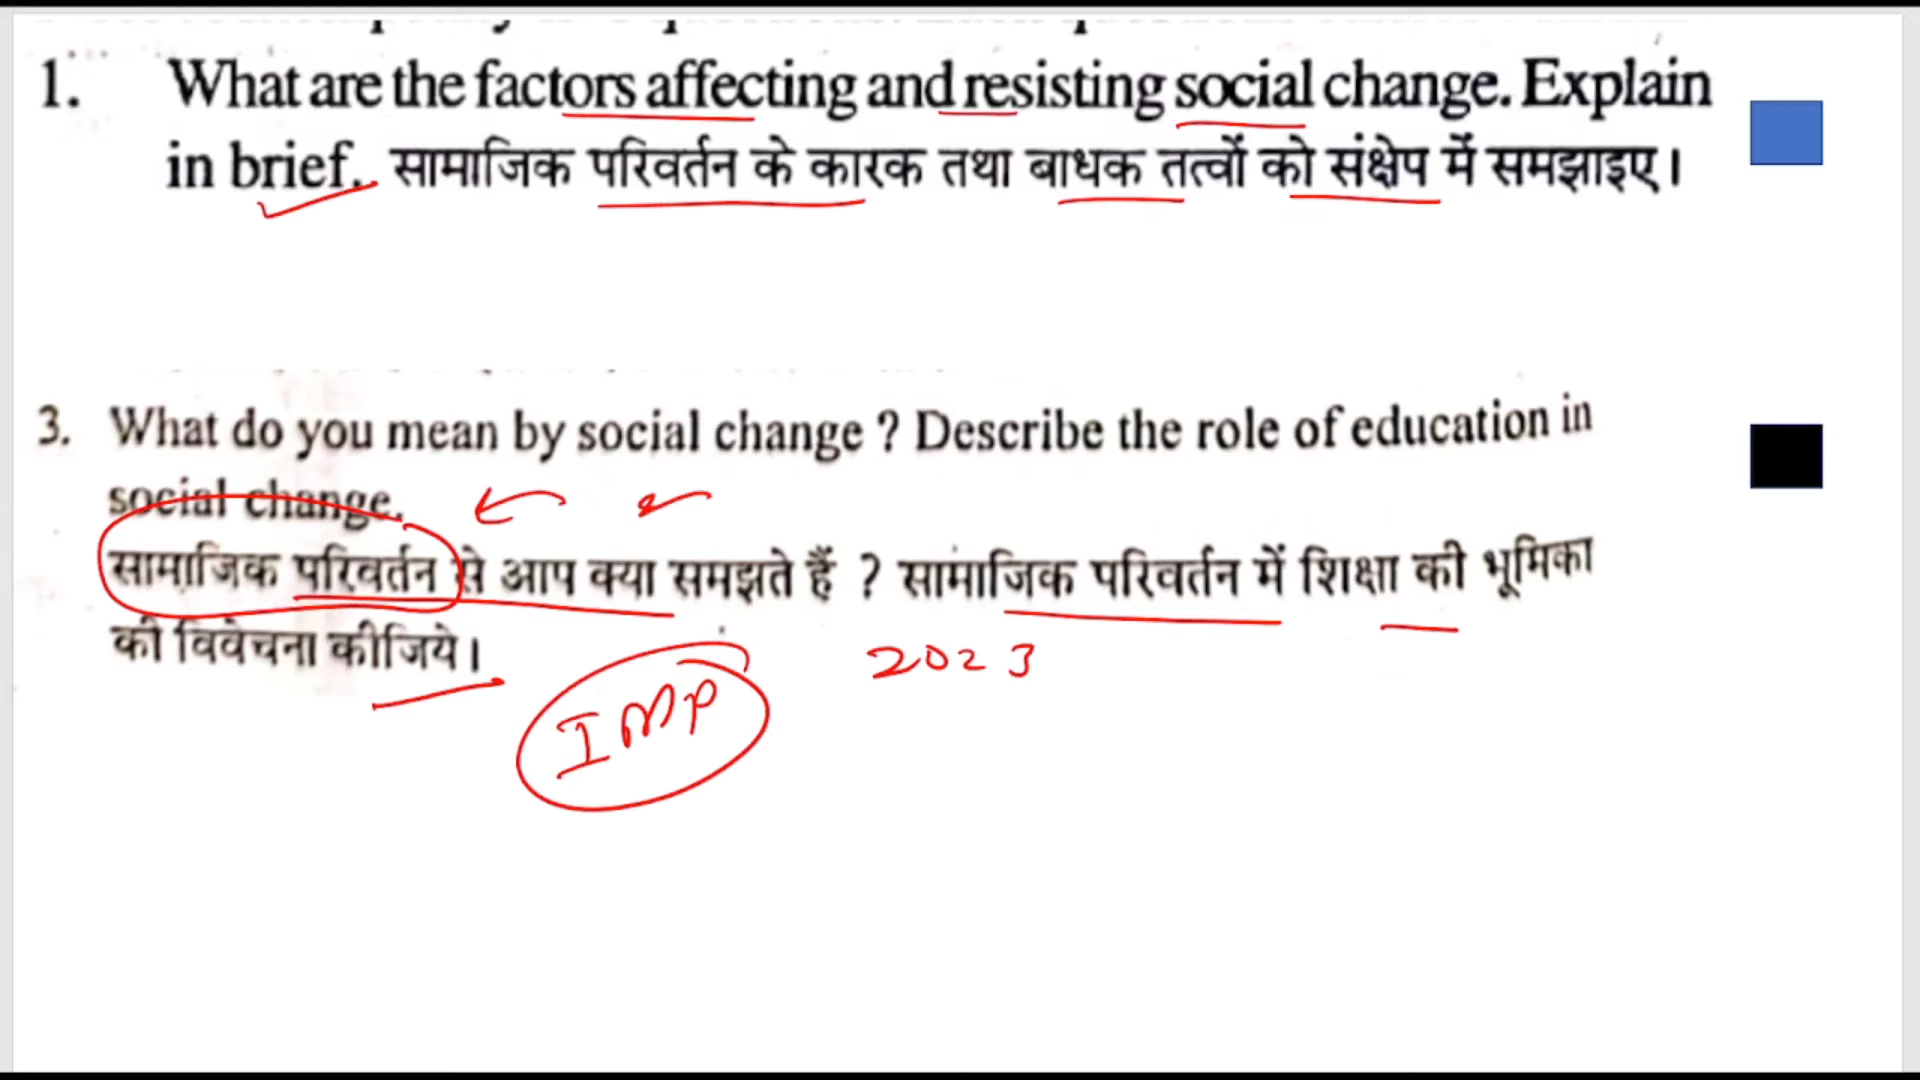 1. What are the factors affecting and resisting social change. Explain
in brief. सामाजिक परिवर्तन के कारक तथा बाधक तत्वों को संक्षेप में समझाइए।
3. What do you mean by social change ? Describe the role of education in
social change.
सामाजिक परिवर्तन से आप क्या समझते हैं ? सामाजिक परिवर्तन में शिक्षा की भूमिका
की विवेचना कीजिये।
2023
IMP